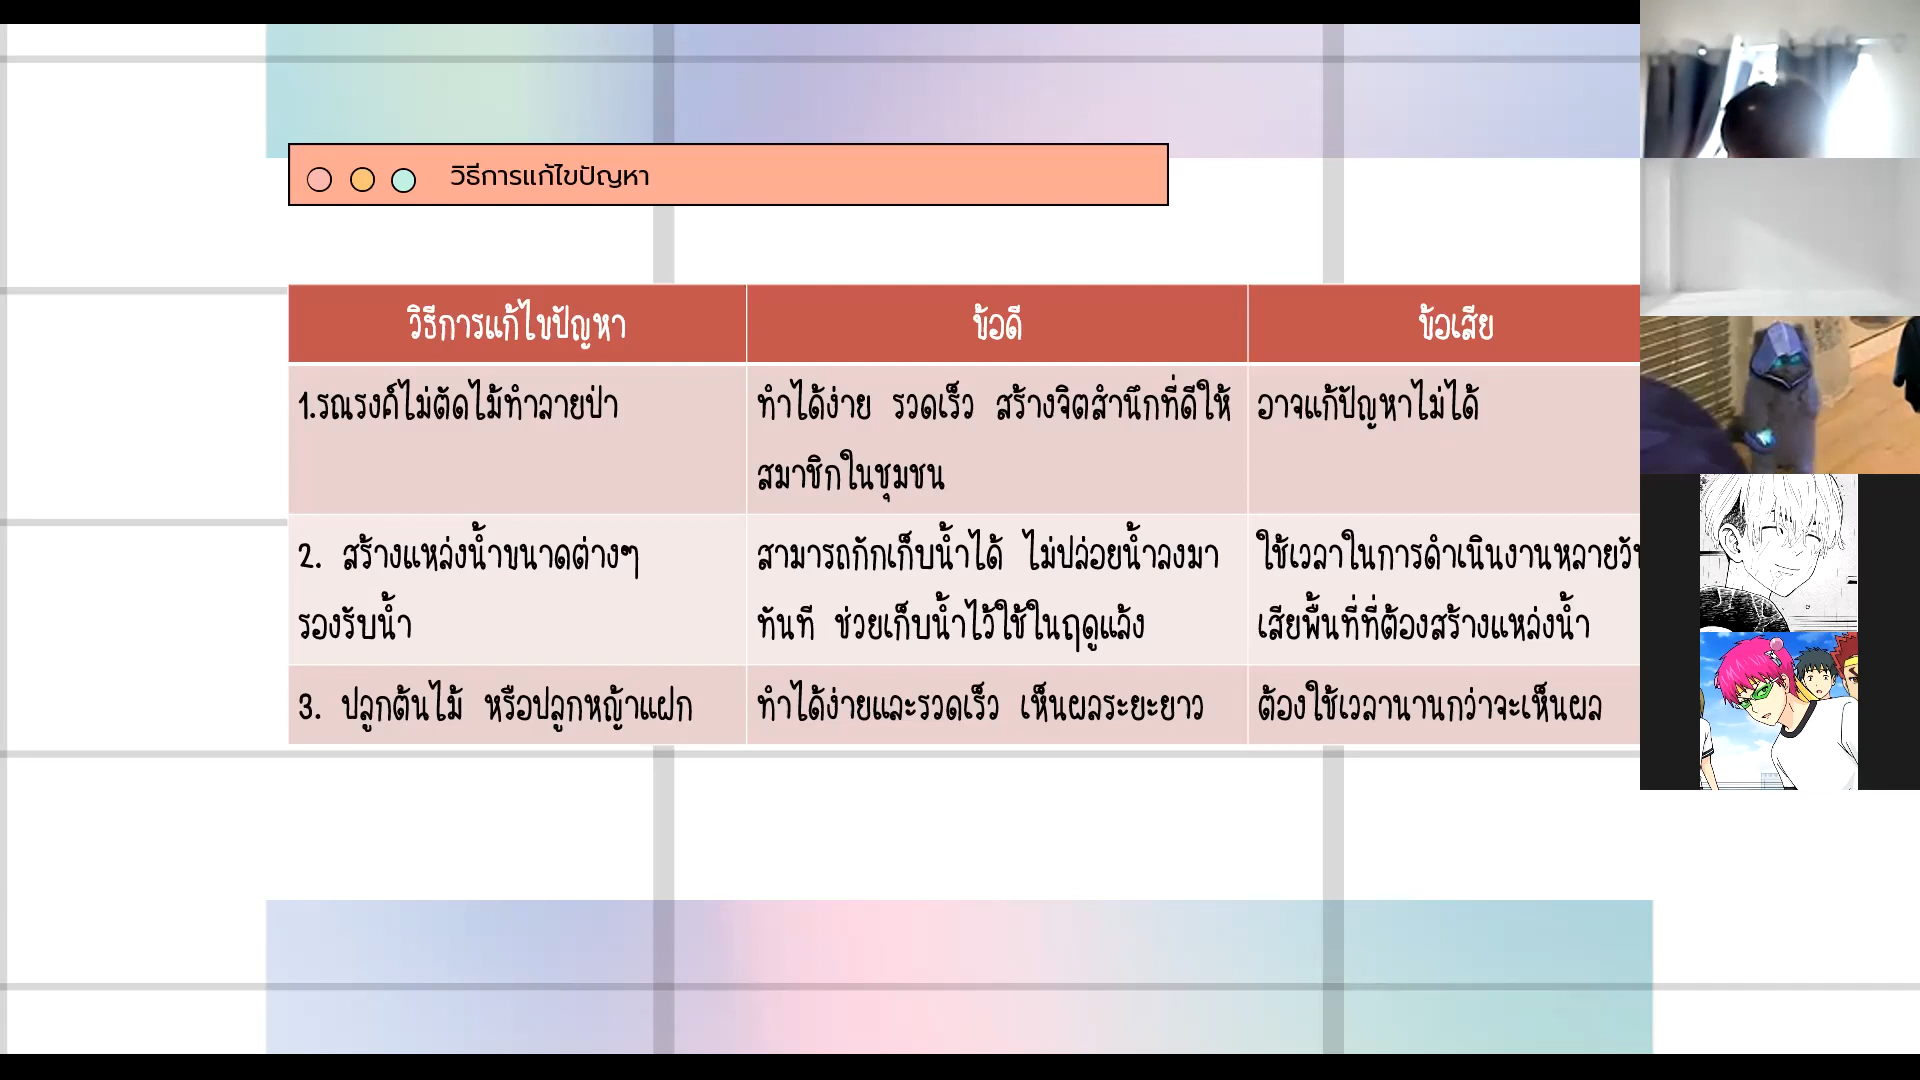 วิธีการแก้ไขปัญหา
วิธีการแก้ไขปัญหา ข้อดี ข้อเสีย
1.รณรงค์ไม่ตัดไม้ทำลายป่า
ทำได้ง่าย รวดเร็ว สร้างจิตสำนึกที่ดีให้
สมาชิกในชุมชน
อาจแก้ปัญหาไม่ได้
2. สร้างแหล่งน้ำขนาดต่างๆ
รองรับน้ำ
สามารถกักเก็บน้ำได้ ไม่ปล่อยน้ำลงมา
ทันที ช่วยเก็บน้ำไว้ใช้ในฤดูแล้ง
ใช้เวลาในการดำเนินงานหลาย
เสียพื้นที่ที่ต้องสร้างแหล่งน้ำ
3. ปลูกต้นไม้ หรือปลูกหญ้าแฝก
ทำได้ง่ายและรวดเร็ว เห็นผลระยะยาว
ต้องใช้เวลานานกว่าจะเห็นผล